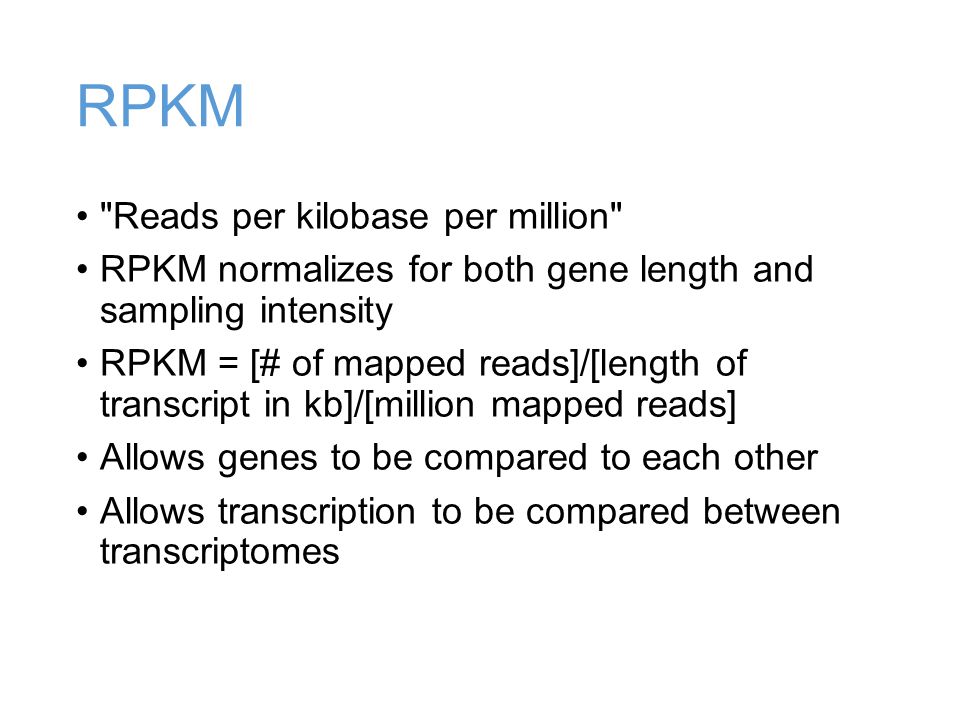 RPKM
• "Reads per kilobase per million"
• RPKM normalizes for both gene length and
sampling intensity
• RPKM = [# of mapped reads]/[length of
transcript in kb]/[million mapped reads]
• Allows genes to be compared to each other
• Allows transcription to be compared between
transcriptomes